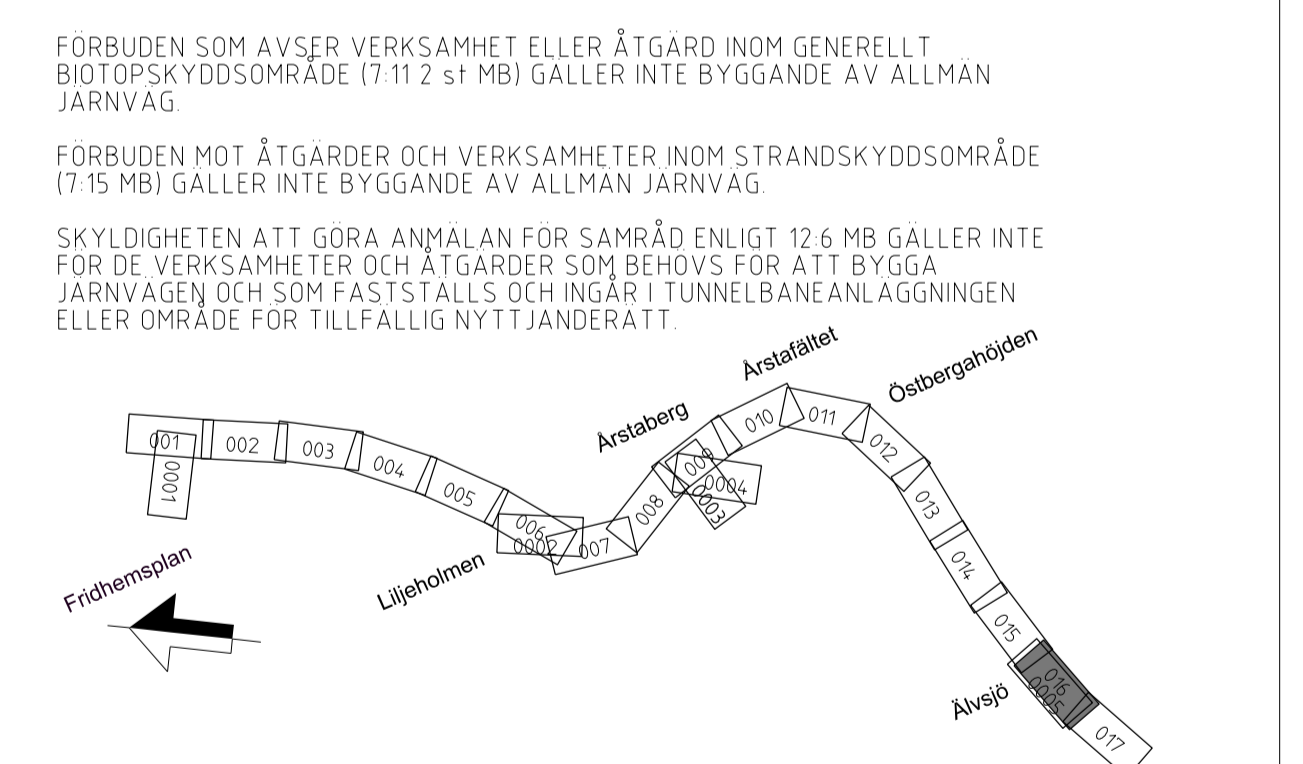 FÖRBUDEN SOM AVSER VERKSAMHET ELLER ÅTGÄRD INOM GENERELLT
BIOTOPSKYDDSOMRÅDE (7:11 2 st MB) GÄLLER INTE BYGGANDE AV ALLMÄN
JÄRNVÄG.
FÖRBUDEN MOT ÅTGÄRDER OCH VERKSAMHETER INOM STRANDSKYDDSOMRÅDE
(7:15 MB) GÄLLER INTE BYGGANDE AV ALLMÄN JÄRNVÄG.
SKYLDIGHETEN ATT GÖRA ANMÄLAN FÖR SAMRÅD ENLIGT 12:6 MB GÄLLER INTE
FÖR DE VERKSAMHETER OCH ÅTGÄRDER SOM BEHÖVS FÖR ATT BYGGA
JÄRNVÄGEN OCH SOM FASTSTÄLLS OCH INGÅR I TUNNELBANEANLÄGGNINGEN
ELLER OMRÅDE FÖR TILLFÄLLIG NYTTJANDERÄTT.
Årstafältet
Östbergahöjden
Årstaberg
001
002
003
004
005
006
007
008
009
010
011
012
013
014
015
016
017
0001
0002
0003
0004
0005
Fridhemsplan
Liljeholmen
Älvsjö